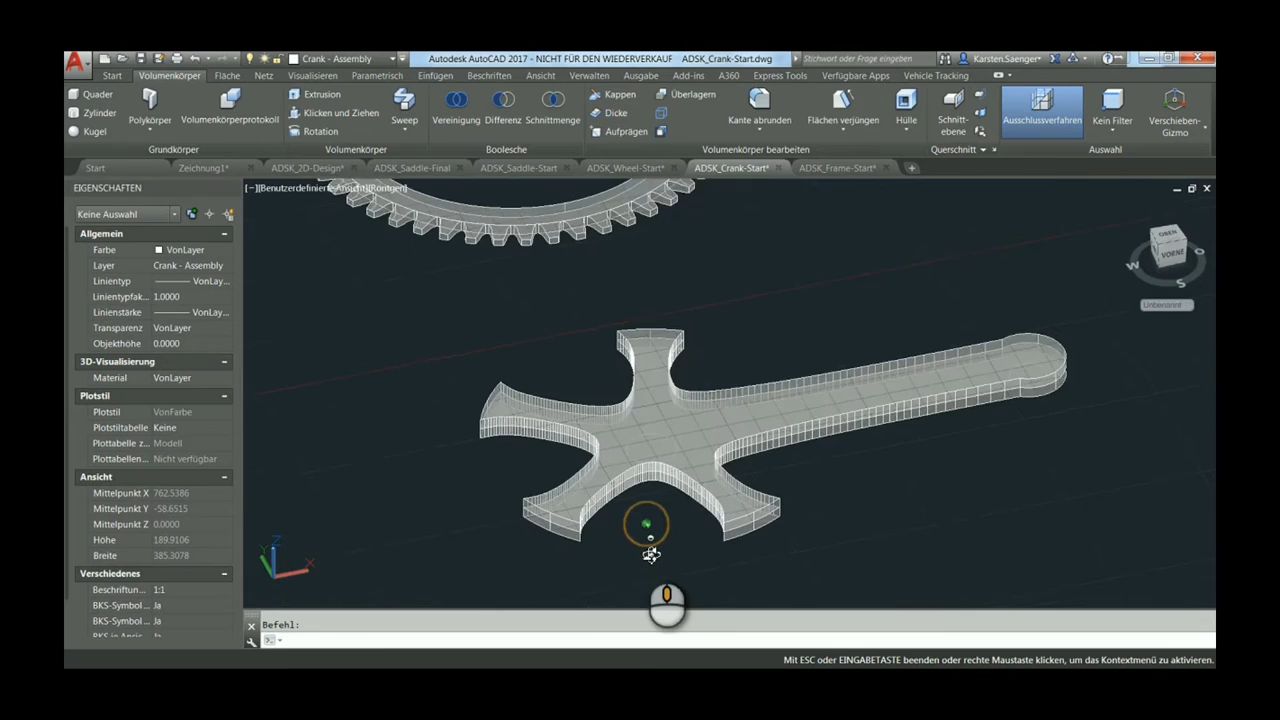 Crank - Assembly
Autodesk AutoCAD 2017 - NICHT FÜR DEN WIEDERVERKAUF ADSK_Crank-Start.dwg
Stichwort oder Frage eingeben
Karsten.Saenger
Start Volumenkörper Fläche Netz Visualisieren Parametrisch Einfügen Beschriften Ansicht Verwalten Ausgabe Add-ins A360 Express Tools Verfügbare Apps Vehicle Tracking
Quader
Zylinder
Kugel
Polykörper
Volumenkörperprotokoll
Grundkörper
Extrusion
Klicken und Ziehen
Rotation
Sweep
Volumenkörper
Vereinigung Differenz Schnittmenge
Boolesche
Kappen
Dicke
Aufprägen
Überlagern
Kante abrunden
Flächen verjüngen
Hülle
Volumenkörper bearbeiten
Schnitt-
ebene
Querschnitt
Ausschlussverfahren
Kein Filter
Verschieben-
Gizmo
Auswahl
Start Zeichnung1* ADSK_2D-Design* ADSK_Saddle-Final ADSK_Saddle-Start ADSK_Wheel-Start* ADSK_Crank-Start* ADSK_Frame-Start*
EIGENSCHAFTEN
Keine Auswahl
Allgemein
Farbe VonLayer
Layer Crank - Assembly
Linientyp VonLay...
Linientypfak... 1.0000
Linienstärke VonLay...
Transparenz VonLayer
Objekthöhe 0.0000
3D-Visualisierung
Material VonLayer
Plotstil
Plotstil VonFarbe
Plotstiltabelle Keine
Plottabelle z... Modell
Plottabellen... Nicht verfügbar
Ansicht
Mittelpunkt X 762.5386
Mittelpunkt Y -58.6515
Mittelpunkt Z 0.0000
Höhe 189.9106
Breite 385.3078
Verschiedenes
Beschriftun... 1:1
BKS-Symbol ... Ja
BKS-Symbol ... Ja
[−][Benutzerdefinierte Ansicht][Röntgen]
OBEN
VORNE
W
S
O
Unbenannt
Z
Y
X
Befehl:
Mit ESC oder EINGABETASTE beenden oder rechte Maustaste klicken, um das Kontextmenü zu aktivieren.